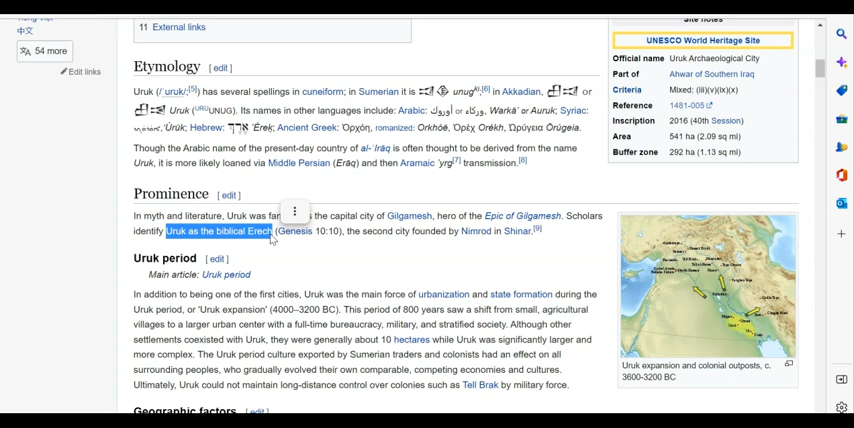 中文
54 more
Edit links
11 External links
Etymology [ edit ]
Uruk (/ˈʊrʊk/;[5]) has several spellings in cuneiform; in Sumerian it is unugᵏⁱ,[6] in Akkadian, or
Uruk (URUUNUG). Its names in other languages include: Arabic: وركاء or أوروك, Warkāʼ or Auruk; Syriac:
ʼÚrūk; Hebrew: אֶרֶךְ ʼÉreḵ; Ancient Greek: Ὀρχόη, romanized: Orkhóē, Ὀρέχ Orékh, Ὠρύγεια Ōrúgeia.
Though the Arabic name of the present-day country of al-ʻIrāq is often thought to be derived from the name
Uruk, it is more likely loaned via Middle Persian (Erāq) and then Aramaic ʼyrg[7] transmission.[8]
Prominence [ edit ]
In myth and literature, Uruk was the capital city of Gilgamesh, hero of the Epic of Gilgamesh. Scholars
identify Uruk as the biblical Erech (Genesis 10:10), the second city founded by Nimrod in Shinar.[9]
Uruk period [ edit ]
Main article: Uruk period
In addition to being one of the first cities, Uruk was the main force of urbanization and state formation during the
Uruk period, or 'Uruk expansion' (4000–3200 BC). This period of 800 years saw a shift from small, agricultural
villages to a larger urban center with a full-time bureaucracy, military, and stratified society. Although other
settlements coexisted with Uruk, they were generally about 10 hectares while Uruk was significantly larger and
more complex. The Uruk period culture exported by Sumerian traders and colonists had an effect on all
surrounding peoples, who gradually evolved their own comparable, competing economies and cultures.
Ultimately, Uruk could not maintain long-distance control over colonies such as Tell Brak by military force.
Geographic factors [ edit ]
Site notes
UNESCO World Heritage Site
Official name Uruk Archaeological City
Part of Ahwar of Southern Iraq
Criteria Mixed: (iii)(v)(ix)(x)
Reference 1481-005
Inscription 2016 (40th Session)
Area 541 ha (2.09 sq mi)
Buffer zone 292 ha (1.13 sq mi)
Uruk expansion and colonial outposts, c.
3600-3200 BC